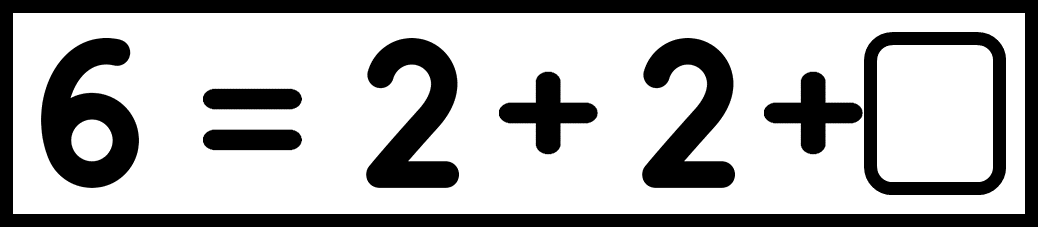 6 = 2 + 2 +